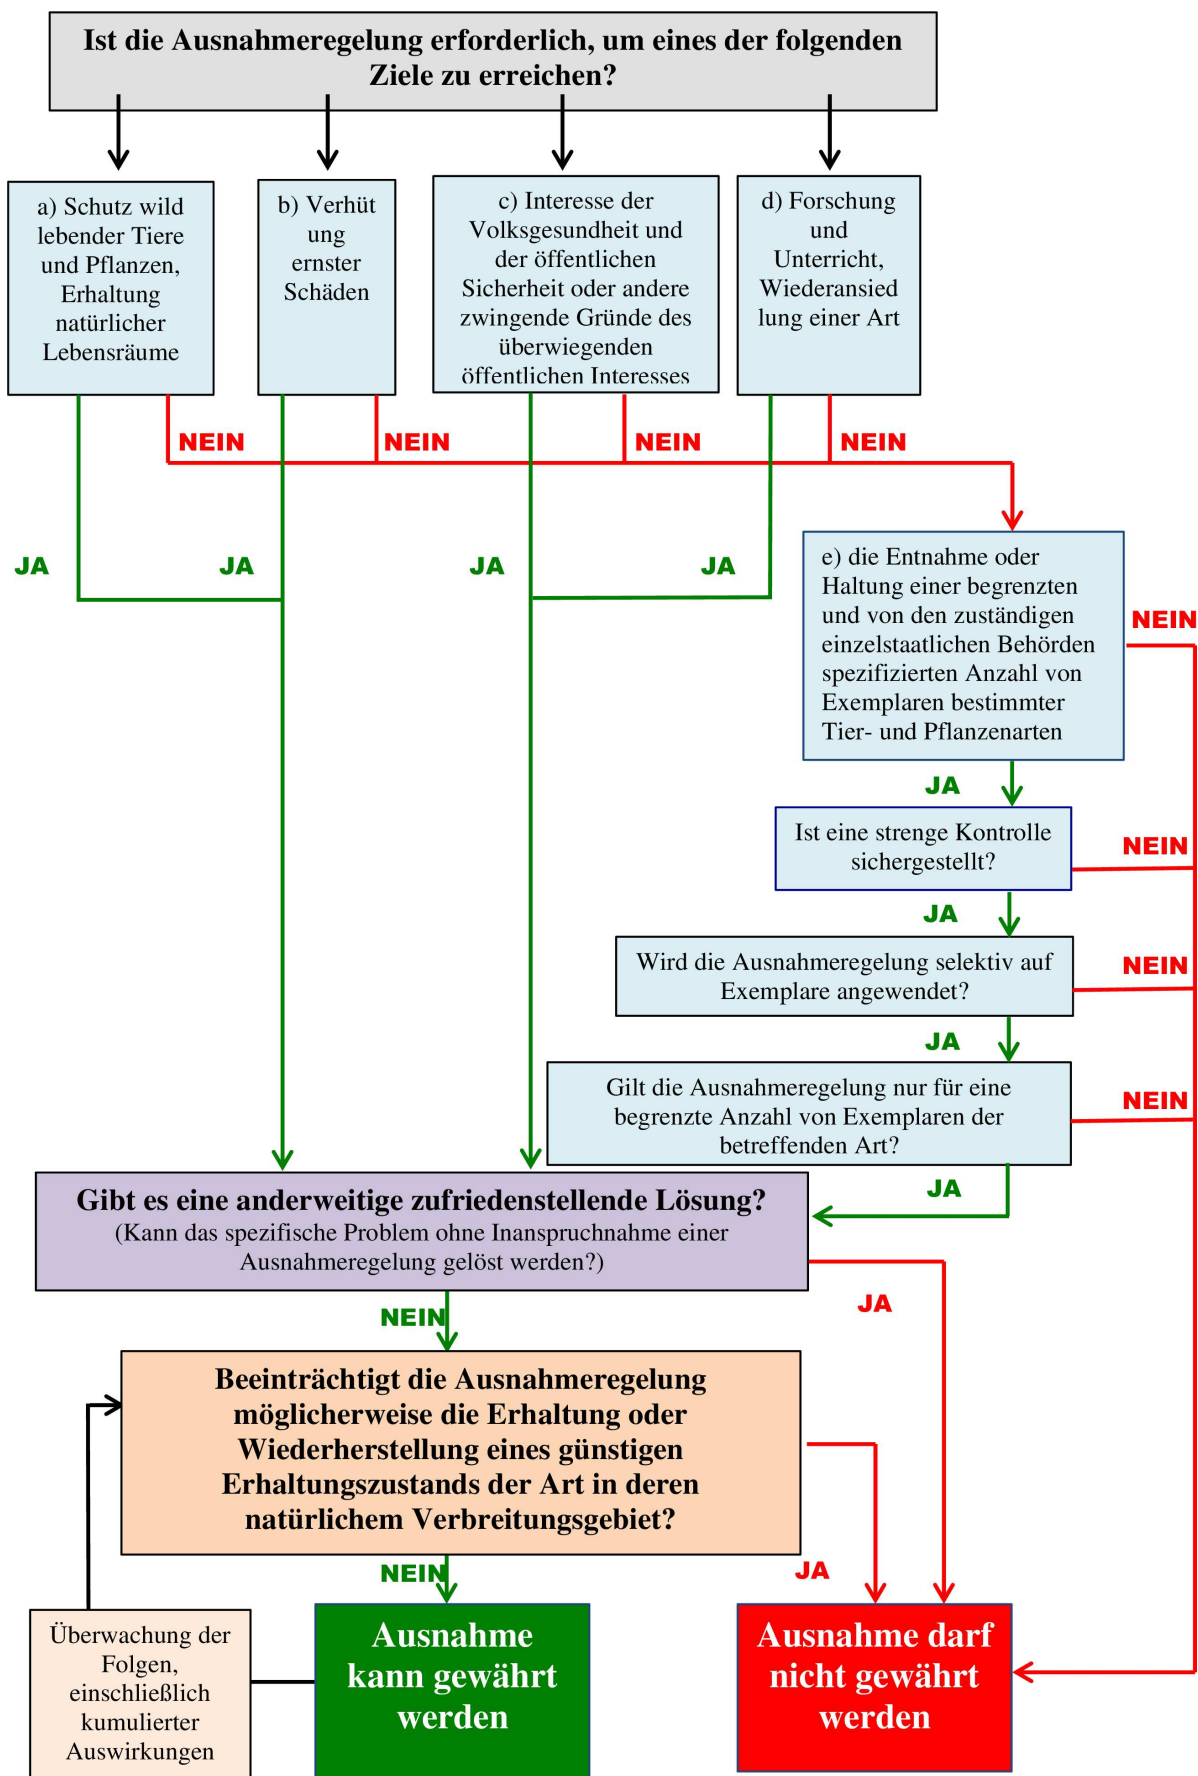 Ist die Ausnahmeregelung erforderlich, um eines der folgenden
Ziele zu erreichen?
a) Schutz wild
lebender Tiere
und Pflanzen,
Erhaltung
natürlicher
Lebensräume
b) Verhüt
ung
ernster
Schäden
c) Interesse der
Volksgesundheit und
der öffentlichen
Sicherheit oder andere
zwingende Gründe des
überwiegenden
öffentlichen Interesses
d) Forschung
und
Unterricht,
Wiederansied
lung einer Art
NEIN
NEIN
NEIN
NEIN
JA
JA
JA
JA
e) die Entnahme oder
Haltung einer begrenzten
und von den zuständigen
einzelstaatlichen Behörden
spezifizierten Anzahl von
Exemplaren bestimmter
Tier- und Pflanzenarten
NEIN
JA
Ist eine strenge Kontrolle
sichergestellt?
NEIN
JA
Wird die Ausnahmeregelung selektiv auf
Exemplare angewendet?
NEIN
JA
Gilt die Ausnahmeregelung nur für eine
begrenzte Anzahl von Exemplaren der
betreffenden Art?
NEIN
JA
Gibt es eine anderweitige zufriedenstellende Lösung?
(Kann das spezifische Problem ohne Inanspruchnahme einer
Ausnahmeregelung gelöst werden?)
JA
NEIN
Beeinträchtigt die Ausnahmeregelung
möglicherweise die Erhaltung oder
Wiederherstellung eines günstigen
Erhaltungszustands der Art in deren
natürlichem Verbreitungsgebiet?
NEIN
JA
Überwachung der
Folgen,
einschließlich
kumulierter
Auswirkungen
Ausnahme
kann gewährt
werden
Ausnahme darf
nicht gewährt
werden